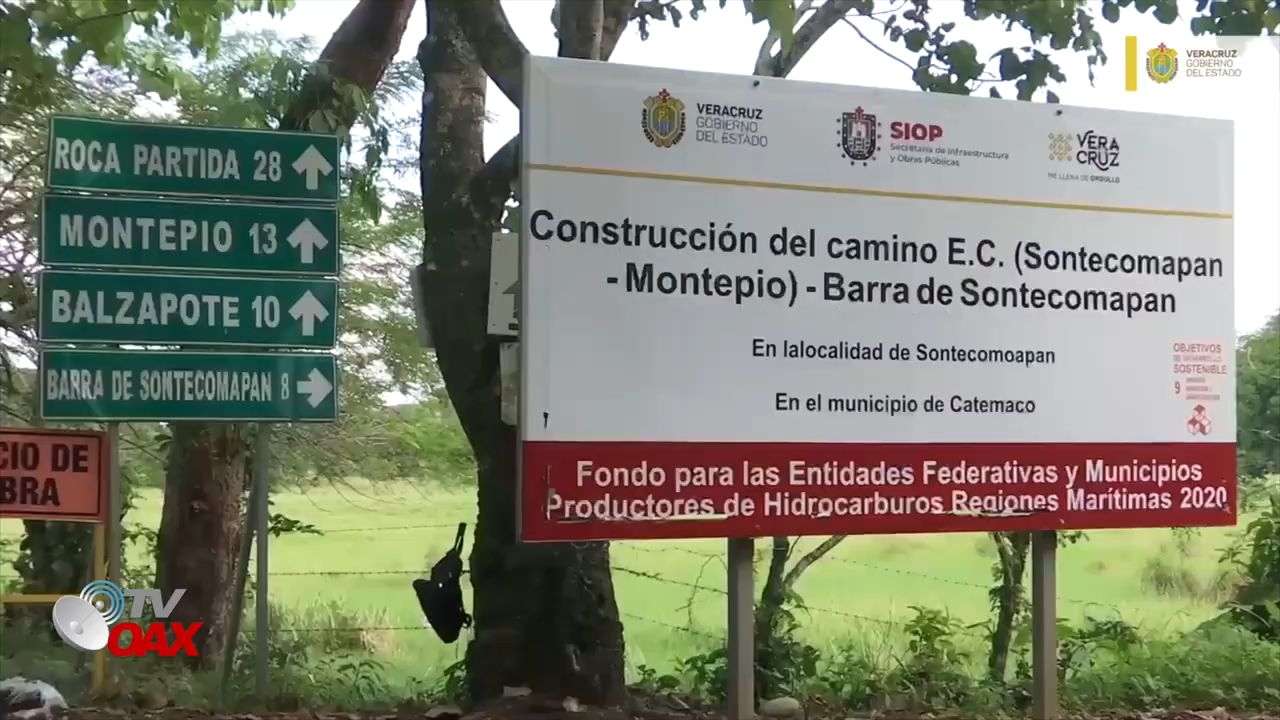 VERACRUZ
GOBIERNO
DEL ESTADO
ROCA PARTIDA 28
MONTEPIO 13
BALZAPOTE 10
BARRA DE SONTECOMAPAN 8
CIO DE
BRA
VERACRUZ
GOBIERNO
DEL ESTADO
SIOP
Secretaría de Infraestructura
y Obras Públicas
VERA
CRUZ
ME LLENA DE ORGULLO
Construcción del camino E.C. (Sontecomapan
- Montepio) - Barra de Sontecomapan
En lalocalidad de Sontecomoapan
En el municipio de Catemaco
OBJETIVOS
DE DESARROLLO
SOSTENIBLE
9
Fondo para las Entidades Federativas y Municipios
Productores de Hidrocarburos Regiones Marítimas 2020
TV
OAX